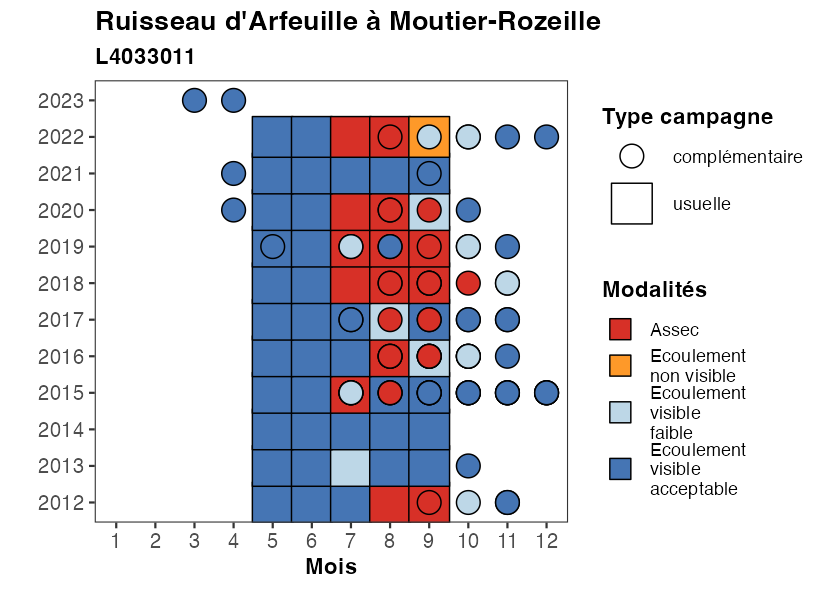 Ruisseau d'Arfeuille à Moutier-Rozeille
L4033011
2023
2022
2021
2020
2019
2018
2017
2016
2015
2014
2013
2012
1 2 3 4 5 6 7 8 9 10 11 12
Mois
Type campagne
complémentaire
usuelle
Modalités
Assec
Ecoulement
non visible
Ecoulement
visible
faible
Ecoulement
visible
acceptable